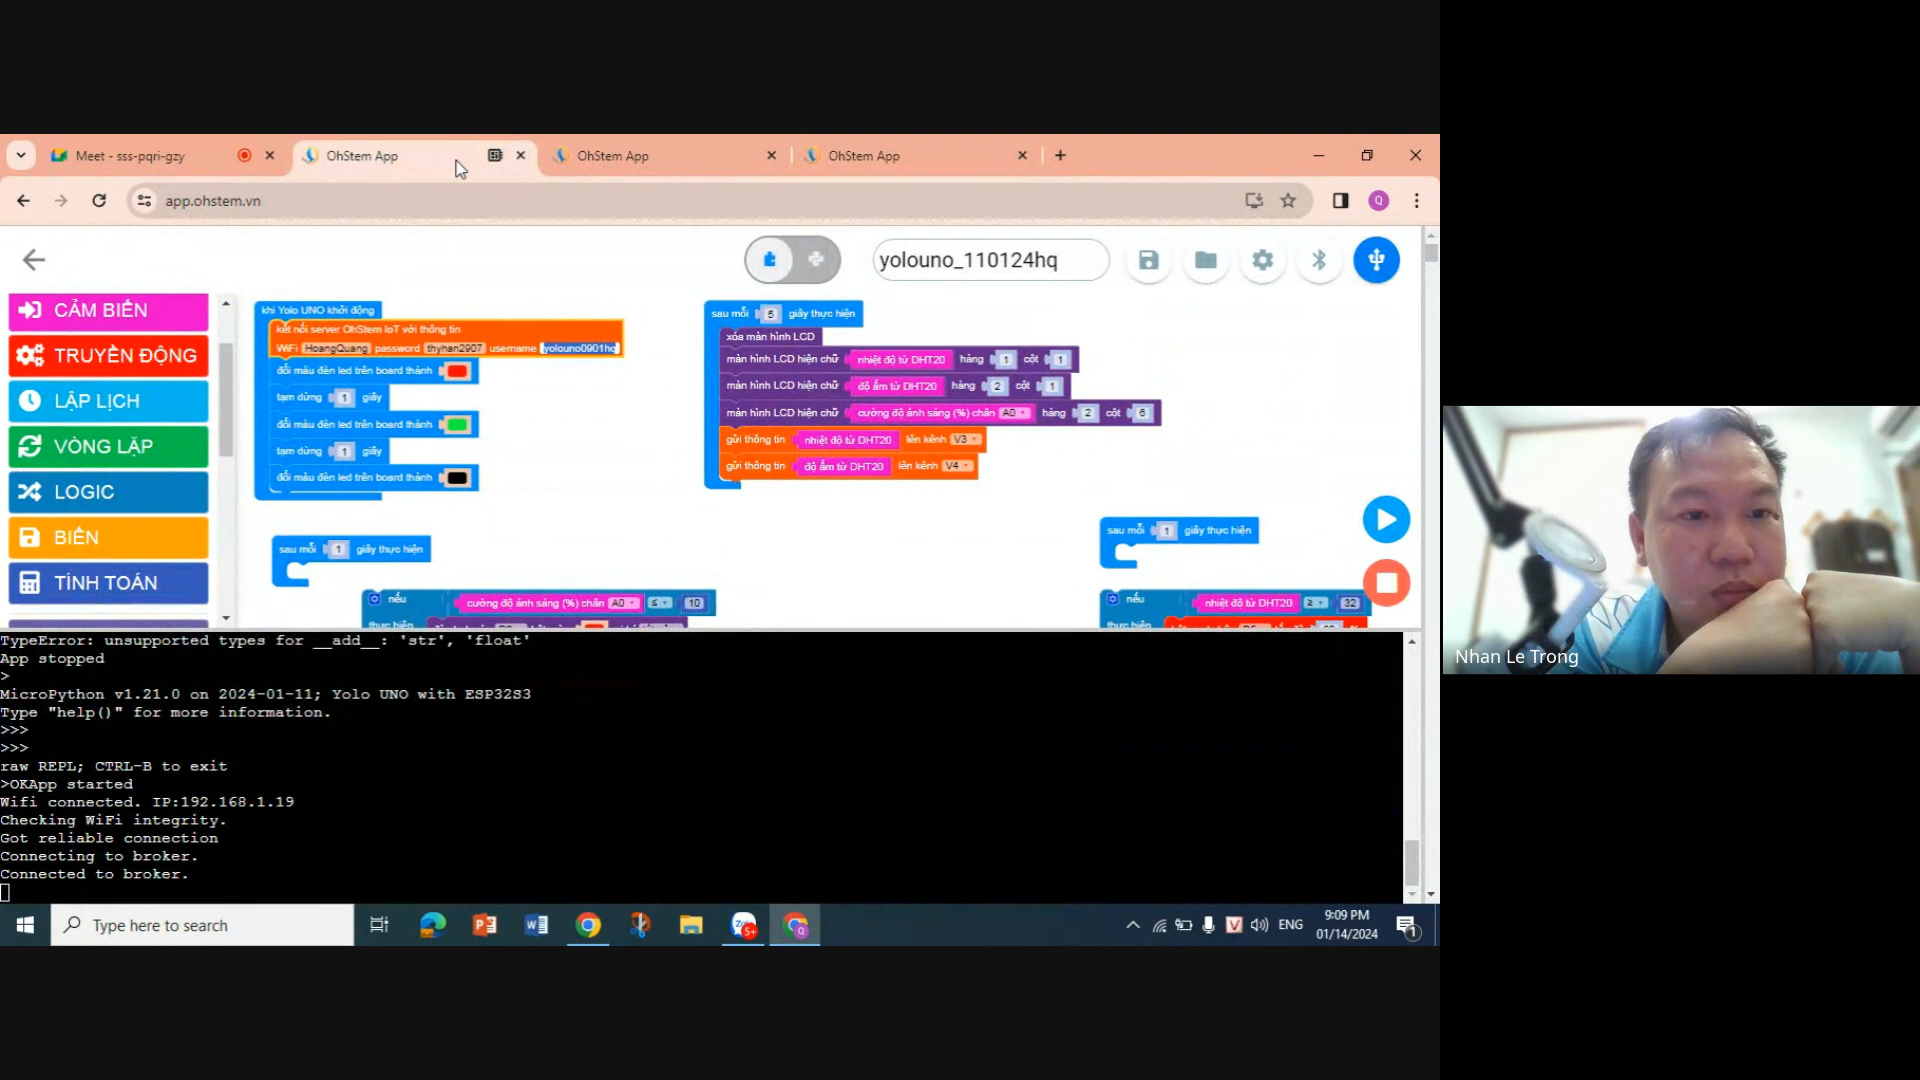 Meet - sss-pqri-gzy
OhStem App
OhStem App
OhStem App
app.ohstem.vn
Q
yolouno_110124hq
CẢM BIẾN
TRUYỀN ĐỘNG
LẬP LỊCH
VÒNG LẶP
LOGIC
BIẾN
TÍNH TOÁN
khi Yolo UNO khởi động
kết nối server OhStem IoT với thông tin
WiFi HoangQuang password thyhan2907 username yolouno0901hq
đổi màu đèn led trên board thành
tạm dừng 1 giây
đổi màu đèn led trên board thành
tạm dừng 1 giây
đổi màu đèn led trên board thành
sau mỗi 5 giây thực hiện
xóa màn hình LCD
màn hình LCD hiện chữ nhiệt độ từ DHT20 hàng 1 cột 1
màn hình LCD hiện chữ độ ẩm từ DHT20 hàng 2 cột 1
màn hình LCD hiện chữ cường độ ánh sáng (%) chân A0 hàng 2 cột 6
gửi thông tin nhiệt độ từ DHT20 lên kênh V3
gửi thông tin độ ẩm từ DHT20 lên kênh V4
sau mỗi 1 giây thực hiện
nếu cường độ ánh sáng (%) chân A0 ≤ 10
thực hiện
sau mỗi 1 giây thực hiện
nếu nhiệt độ từ DHT20 ≥ 32
thực hiện
TypeError: unsupported types for __add__: 'str', 'float'
App stopped
>
MicroPython v1.21.0 on 2024-01-11; Yolo UNO with ESP32S3
Type "help()" for more information.
>>>
>>>
raw REPL; CTRL-B to exit
>OKApp started
Wifi connected. IP:192.168.1.19
Checking WiFi integrity.
Got reliable connection
Connecting to broker.
Connected to broker.
Type here to search
5+
Q
V
ENG
9:09 PM
01/14/2024
1
Nhan Le Trong